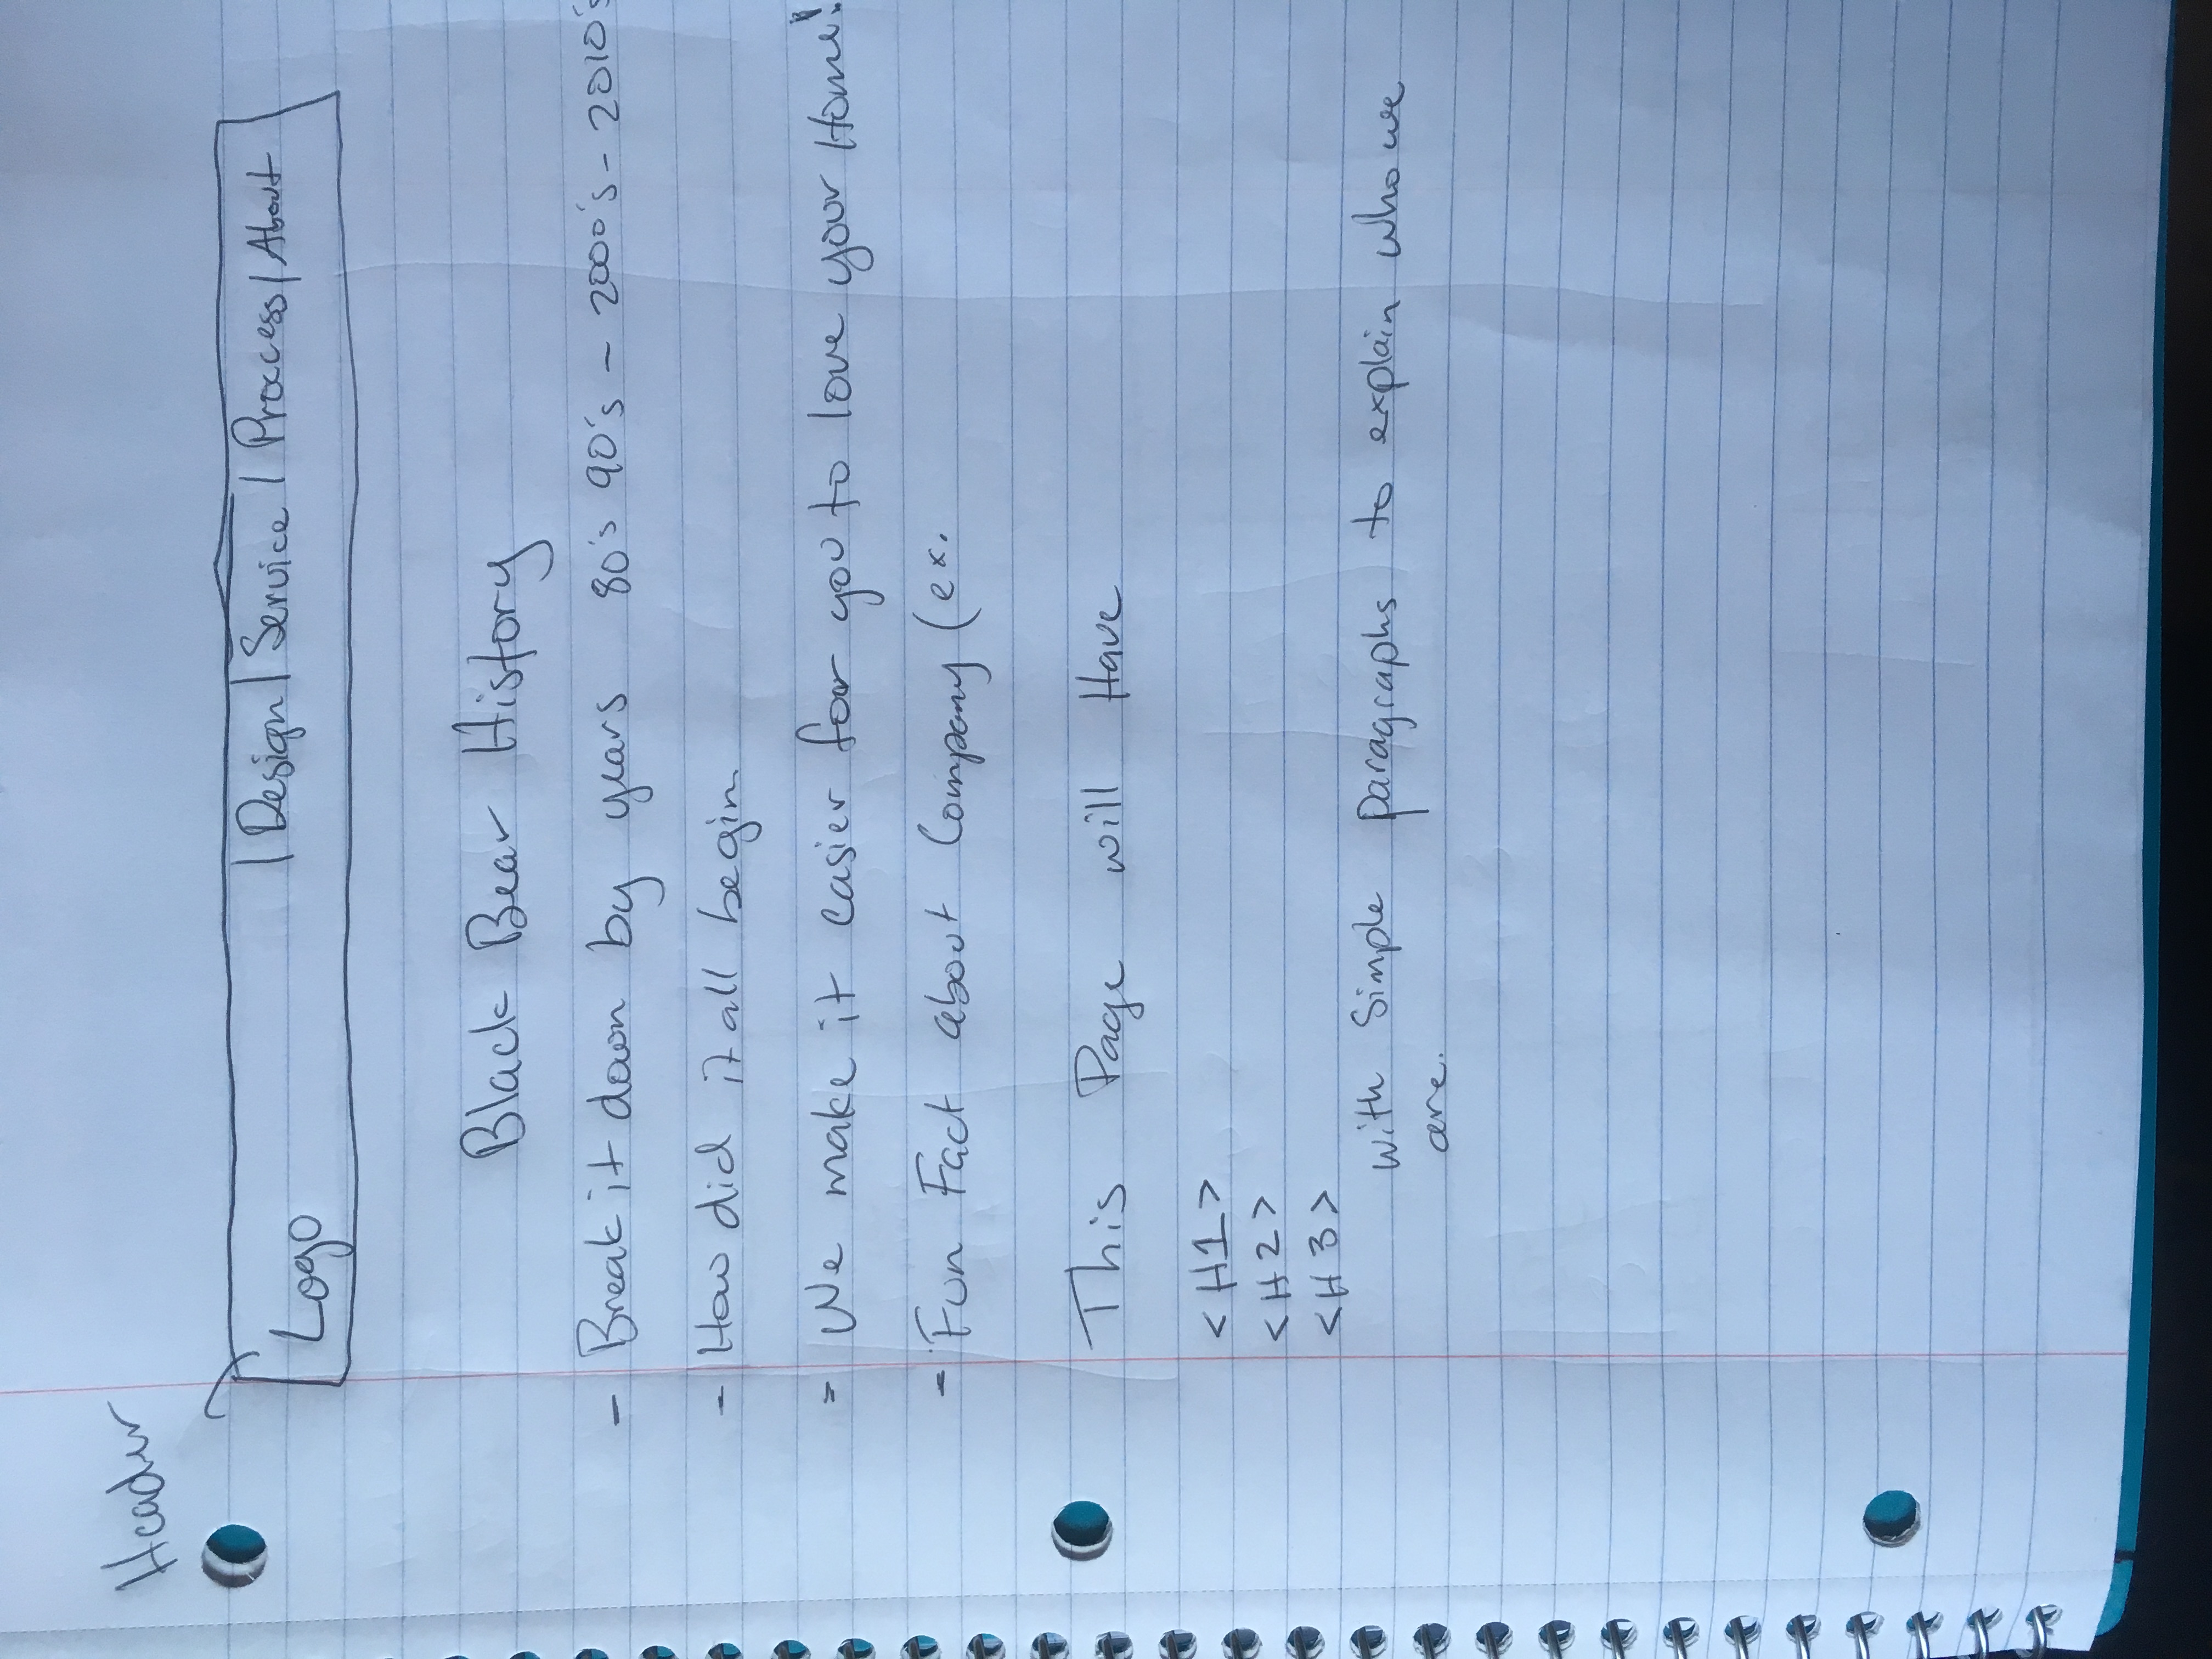 Header
Logo | Design | Service | Proccess | About
Black Bear History
- Break it down by years 80's 90's - 2000's - 2010's
- How did it all begin
- We make it easier for you to love your Home!
- Fun Fact about Company (ex.
This Page will Have
<H1>
<H2>
<H3>
with Simple paragraphs to explain who we
are.